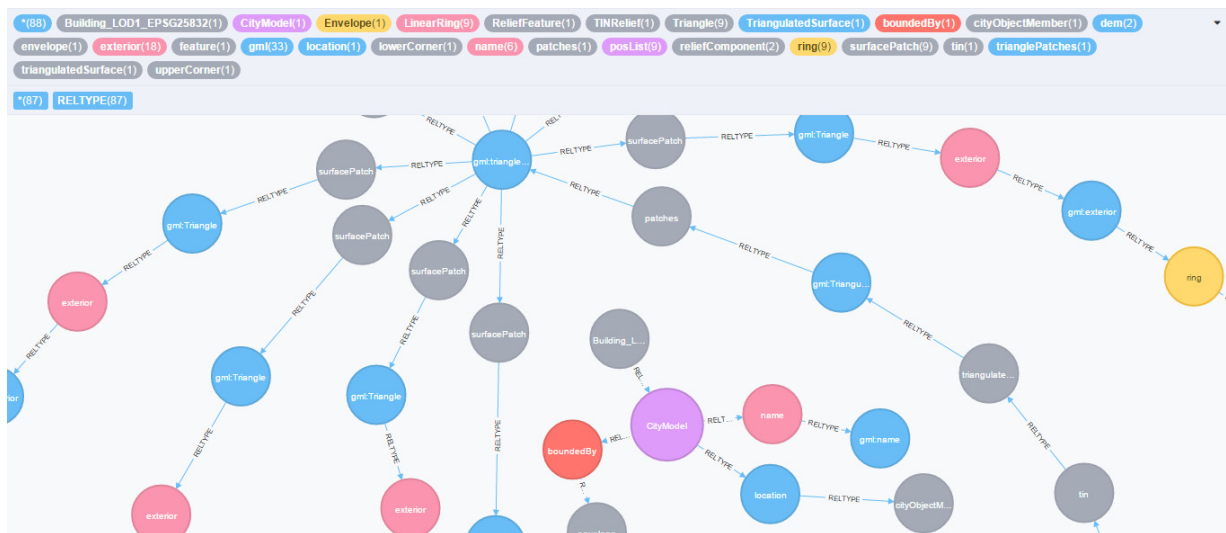 *(88) Building_LOD1_EPSG25832(1) CityModel(1) Envelope(1) LinearRing(9) ReliefFeature(1) TINRelief(1) Triangle(9) TriangulatedSurface(1) boundedBy(1) cityObjectMember(1) dem(2)
envelope(1) exterior(18) feature(1) gml(33) location(1) lowerCorner(1) name(6) patches(1) posList(9) reliefComponent(2) ring(9) surfacePatch(9) tin(1) trianglePatches(1)
triangulatedSurface(1) upperCorner(1)
*(87) RELTYPE(87)
RELTYPE
RELTYPE
surfacePatch
RELTYPE
gml:Triangle
RELTYPE
exterior
gml:triangle...
RELTYPE
RELTYPE
surfacePatch
RELTYPE
RELTYPE
RELTYPE
RELTYPE
gml:exterior
RELTYPE
gml:Triangle
surfacePatch
RELTYPE
RELTYPE
patches
RELTYPE
RELTYPE
surfacePatch
RELTYPE
gml:Triangu...
ring
exterior
RELTYPE
RELTYPE
surfacePatch
RELTYPE
Building_L...
RELTYPE
gml:Triangle
gml:Triangle
REL...
triangulate...
rior
CityModel
RELT...
name
RELTYPE
gml:name
RELTYPE
RELTYPE
RELTYPE
RELTYPE
REL...
boundedBy
RELTYPE
R...
location
RELTYPE
cityObjectM...
tin
exterior
exterior
envelope